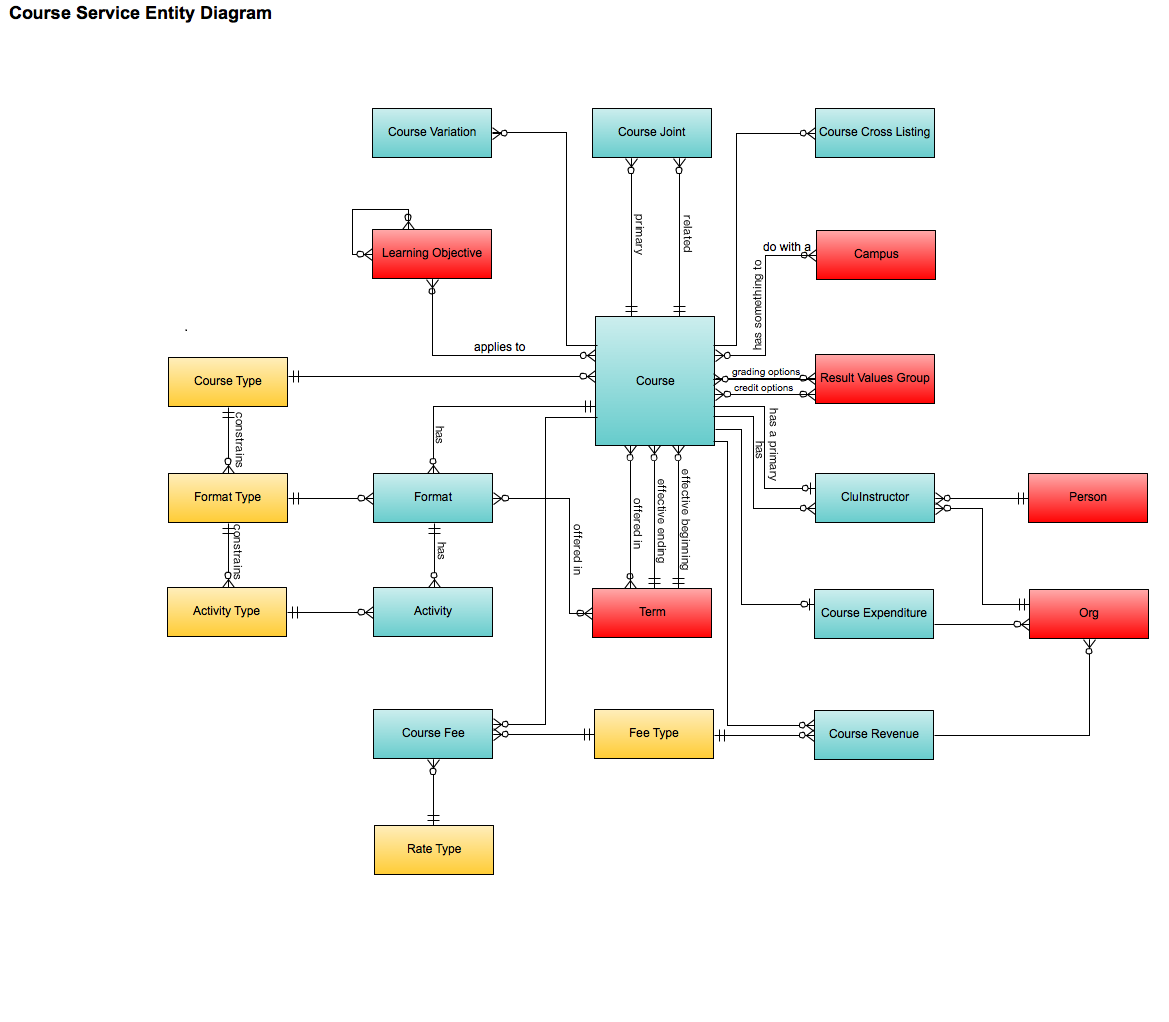 Course Service Entity Diagram
Course Variation
Course Joint
Course Cross Listing
primary
related
Learning Objective
do with a
Campus
has something to
.
applies to
Course Type
Course
grading options
Result Values Group
credit options
constrains
has
has a primary
has
Format Type
Format
offered in
effective ending
effective beginning
CluInstructor
Person
constrains
has
offered in
Activity Type
Activity
Term
Course Expenditure
Org
Course Fee
Fee Type
Course Revenue
Rate Type